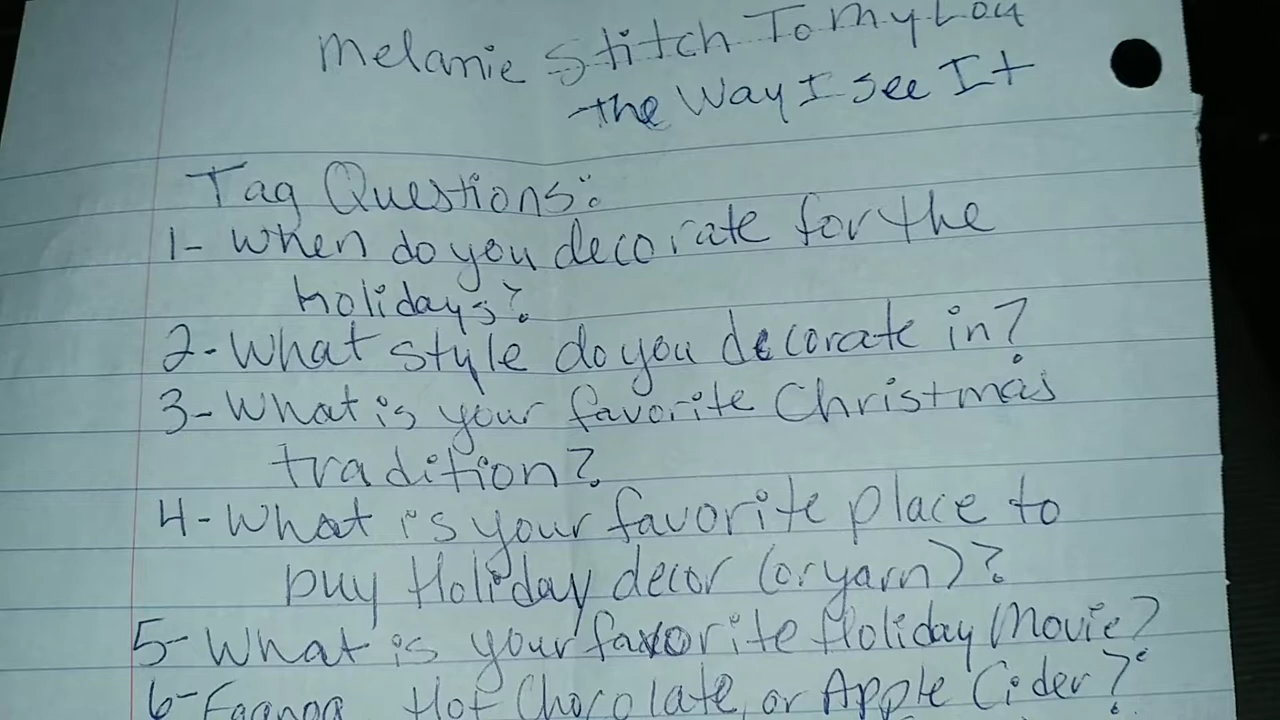 Melanie Stitch To My Lou
the Way I see It
Tag Questions:
1- When do you decorate for the
holidays?
2- What style do you decorate in?
3- What is your favorite Christmas
tradition?
4- What is your favorite place to
buy Holiday decor (or yarn)?
5- What is your favorite Holiday Movie?
6- Hot Chocolate, or Apple Cider?